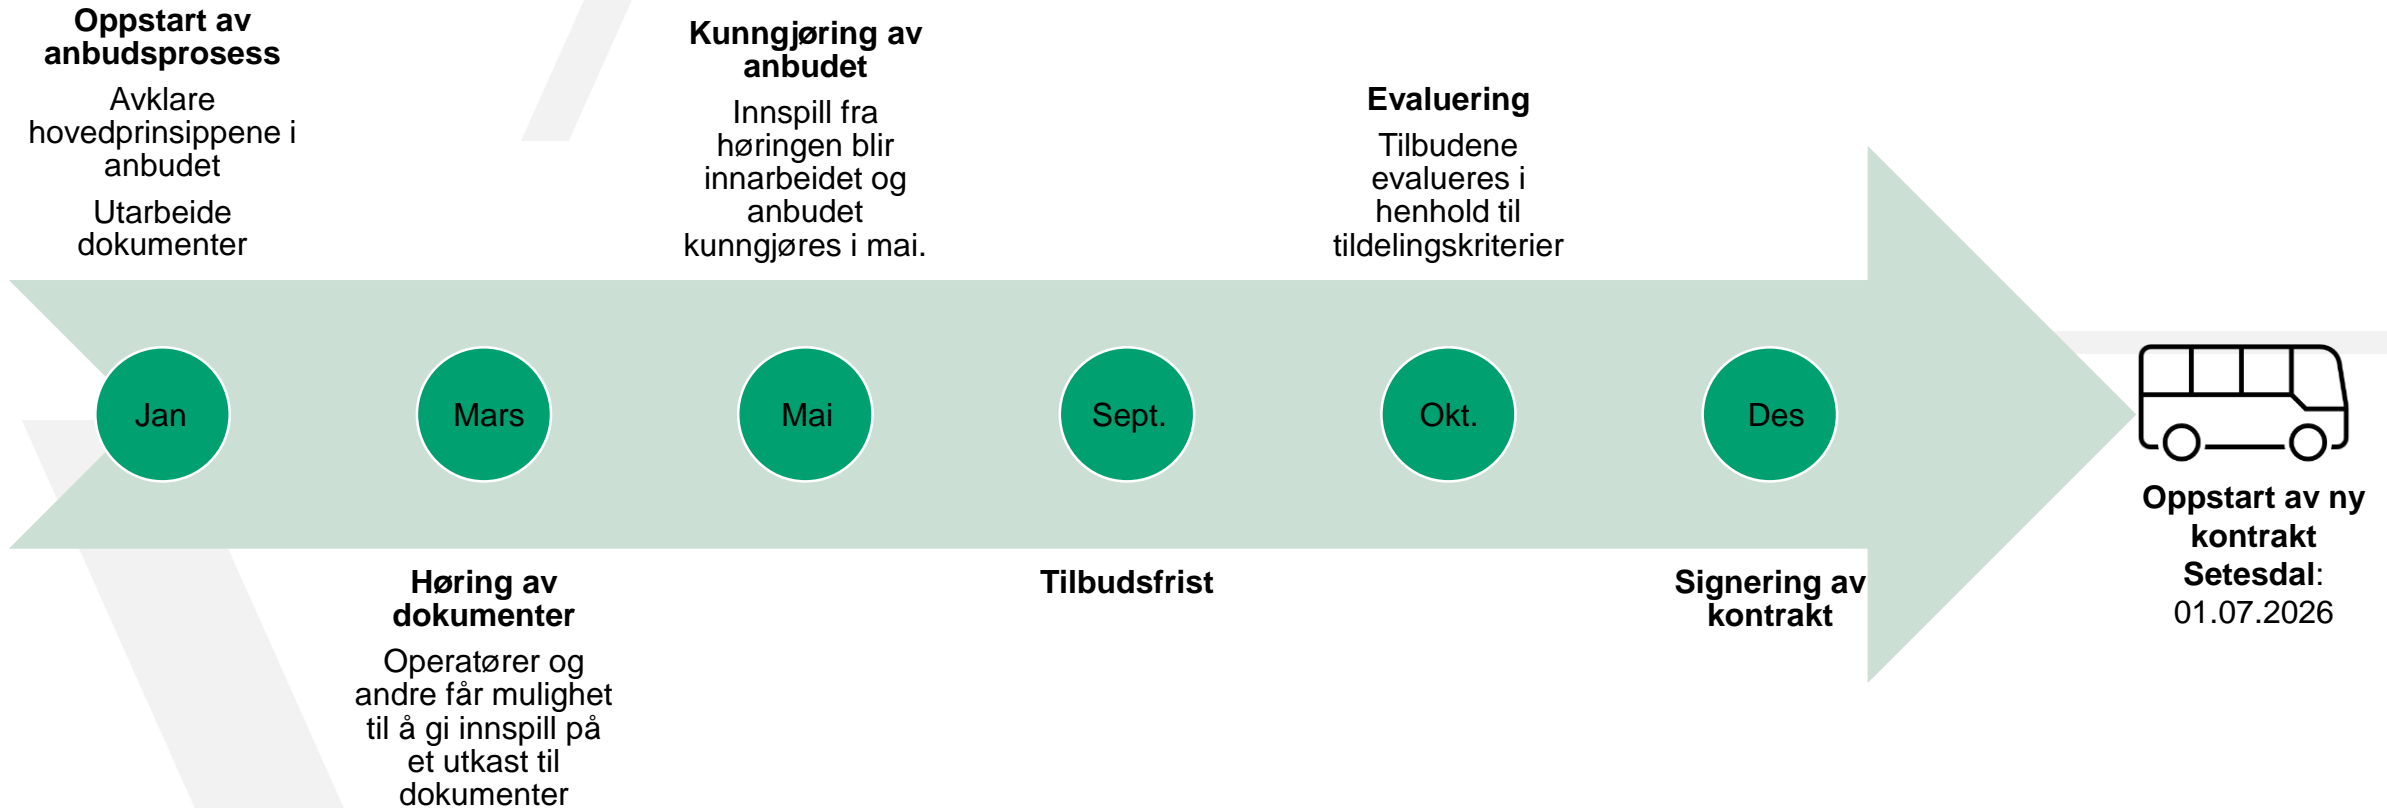 Oppstart av
anbudsprosess
Avklare
hovedprinsippene i
anbudet
Utarbeide
dokumenter
Kunngjøring av
anbudet
Innspill fra
høringen blir
innarbeidet og
anbudet
kunngjøres i mai.
Evaluering
Tilbudene
evalueres i
henhold til
tildelingskriterier
Jan
Mars
Mai
Sept.
Okt.
Des
Høring av
dokumenter
Operatører og
andre får mulighet
til å gi innspill på
et utkast til
dokumenter
Tilbudsfrist
Signering av
kontrakt
Oppstart av ny
kontrakt
Setesdal:
01.07.2026